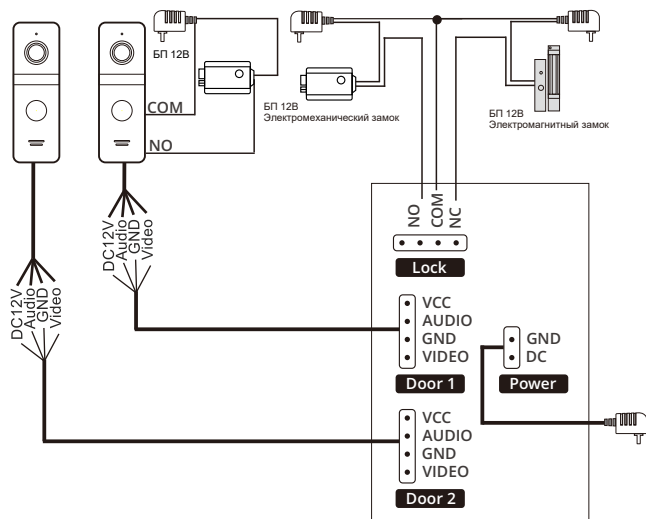 БП 12В
COM
NO
БП 12В
Электромеханический замок
БП 12В
Электромагнитный замок
DC12V
Audio
GND
Video
DC12V
Audio
GND
Video
NO
COM
NC
Lock
VCC
AUDIO
GND
VIDEO
Door 1
GND
DC
Power
VCC
AUDIO
GND
VIDEO
Door 2